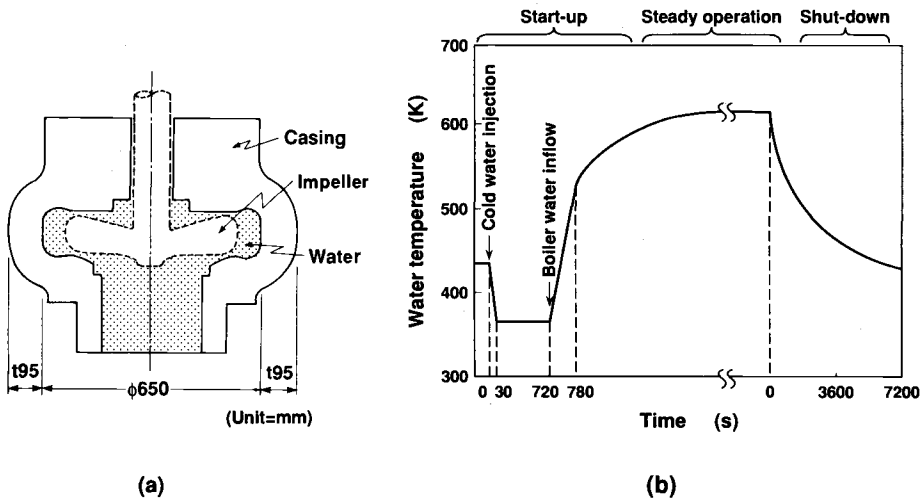 Casing
Impeller
Water
t95
φ650
t95
(Unit=mm)
(a)
Start-up
Steady operation
Shut-down
Water temperature (K)
700
600
500
400
300
Cold water injection
Boiler water inflow
0 30 720 780 0 3600 7200
Time (s)
(b)